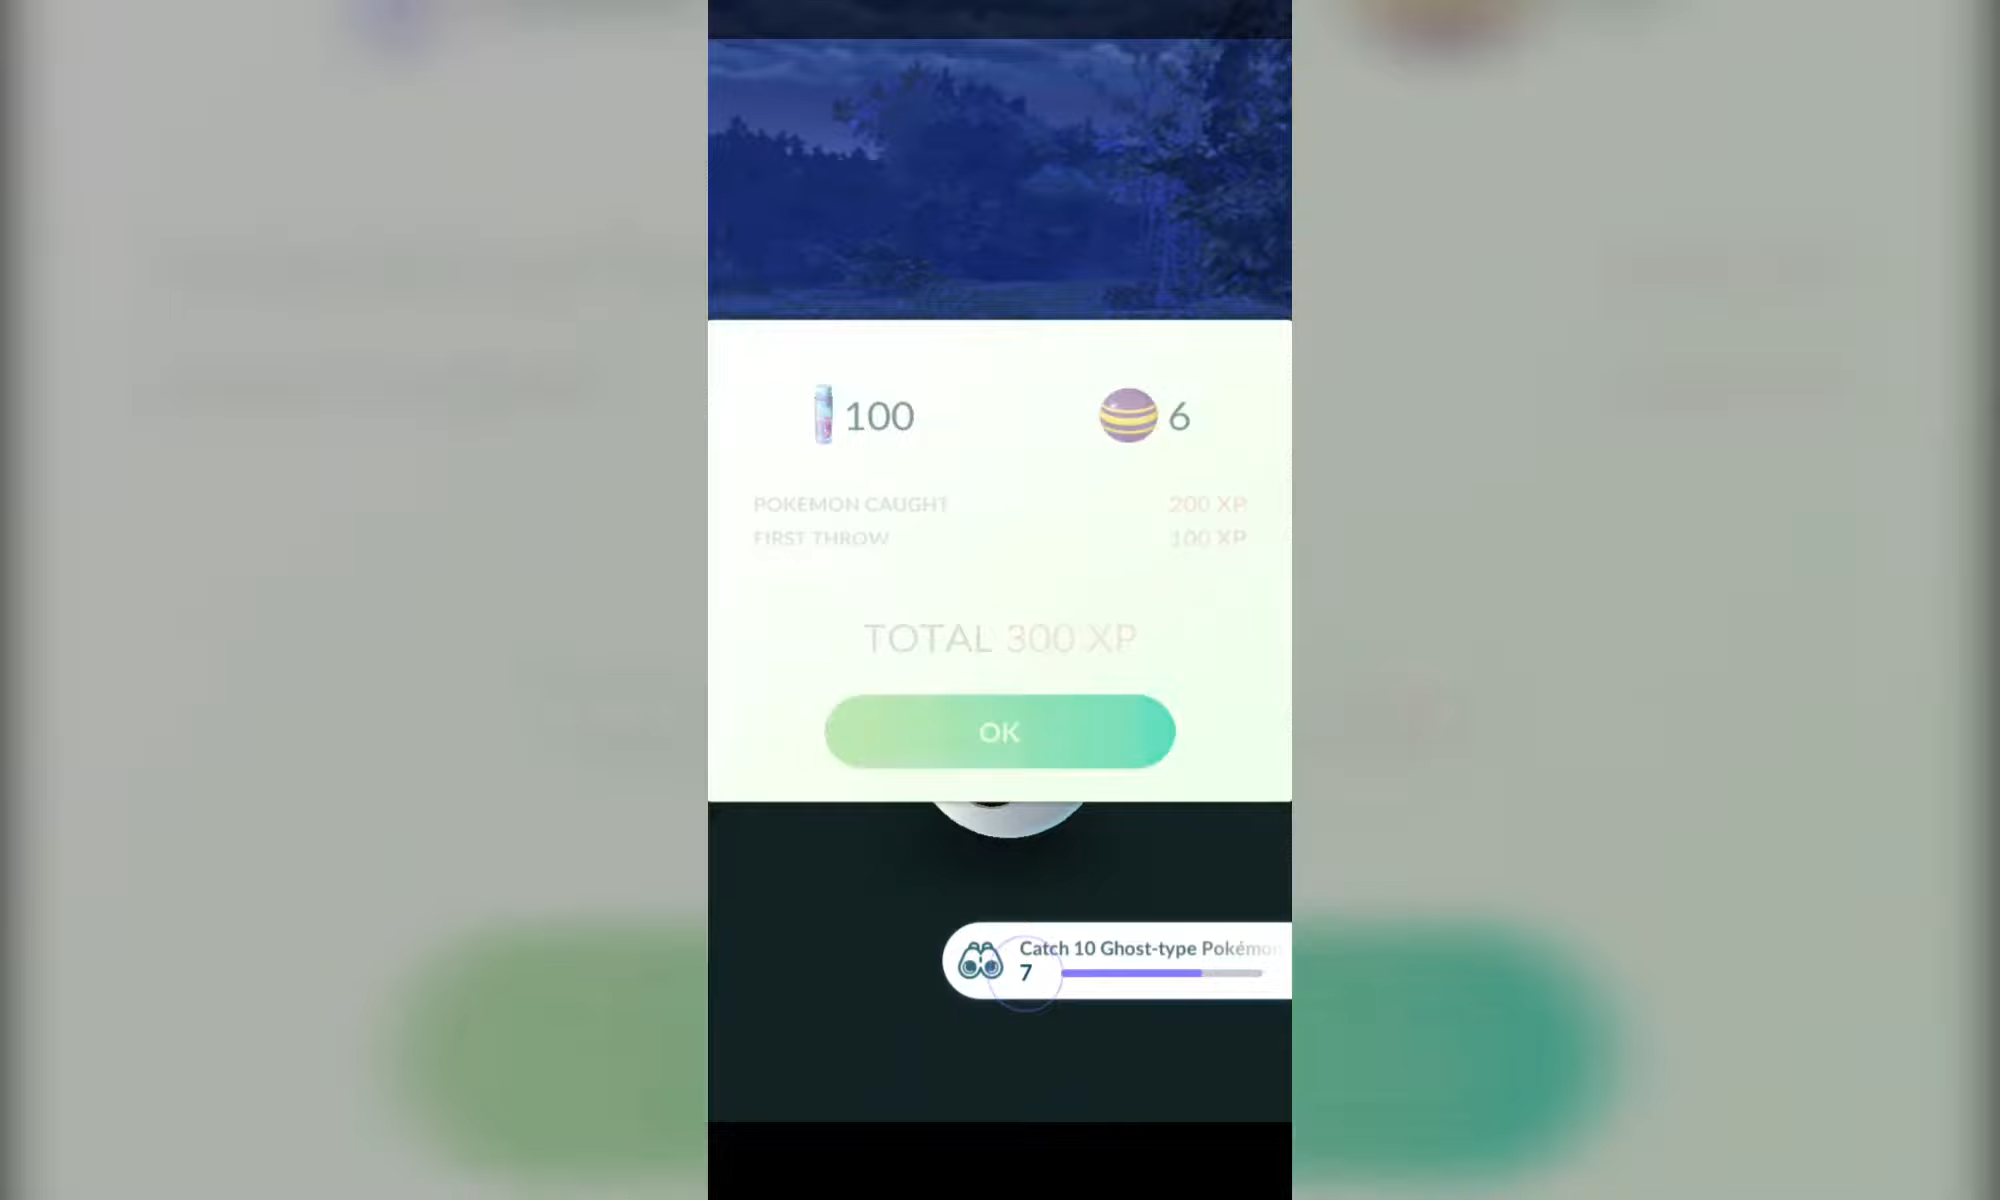 100
6
POKÉMON CAUGHT 200 XP
FIRST THROW 100 XP
TOTAL 300 XP
OK
Catch 10 Ghost-type Pokémon
7